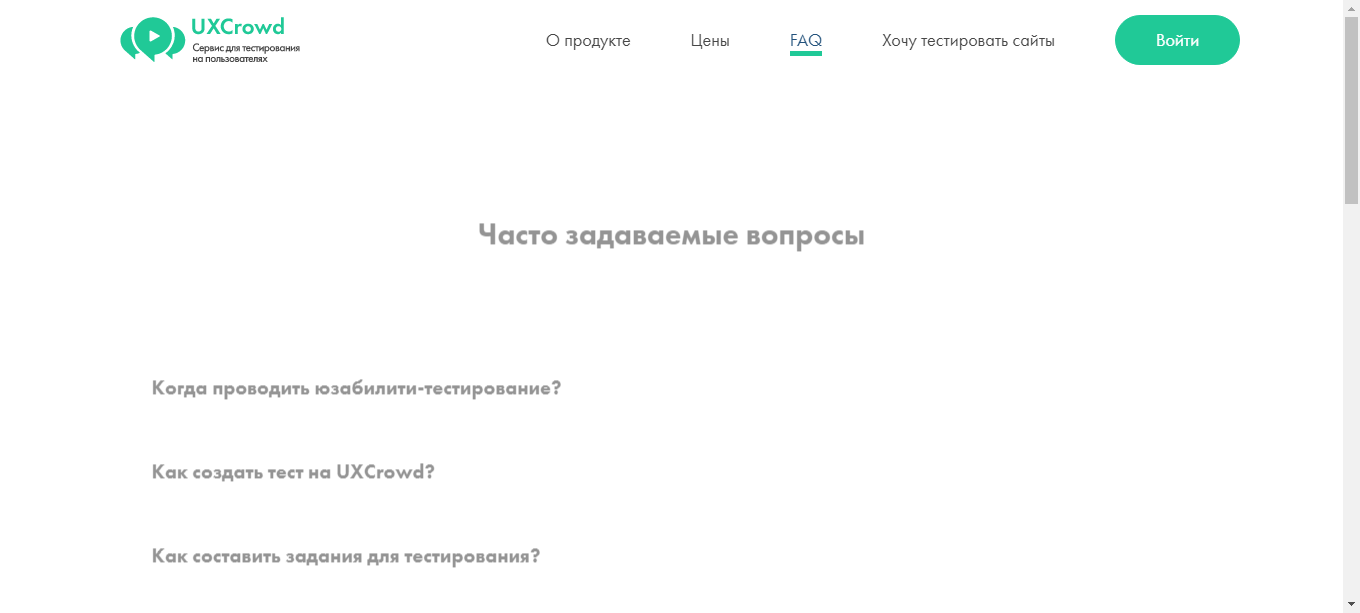 UXCrowd
Сервис для тестирования
на пользователях
О продукте
Цены
FAQ
Хочу тестировать сайты
Войти
Часто задаваемые вопросы
Когда проводить юзабилити-тестирование?
Как создать тест на UXCrowd?
Как составить задания для тестирования?